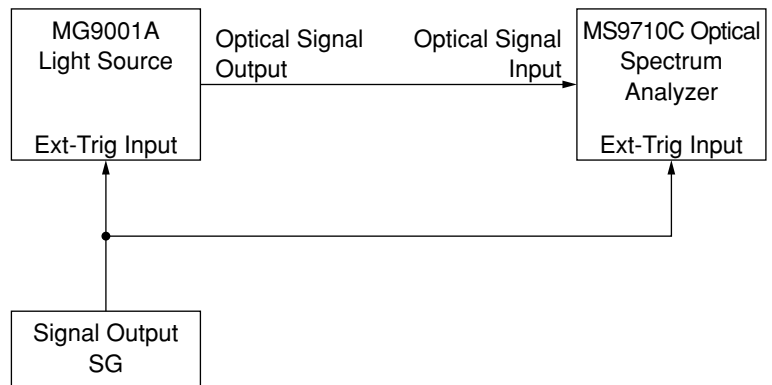 MG9001A
Light Source
Ext-Trig Input
Optical Signal
Output
Optical Signal
Input
MS9710C Optical
Spectrum
Analyzer
Ext-Trig Input
Signal Output
SG